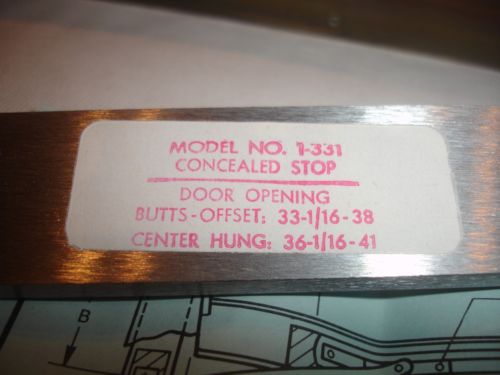 MODEL NO. 1-331
CONCEALED STOP
DOOR OPENING
BUTTS-OFFSET: 33-1/16-38
CENTER HUNG: 36-1/16-41
B